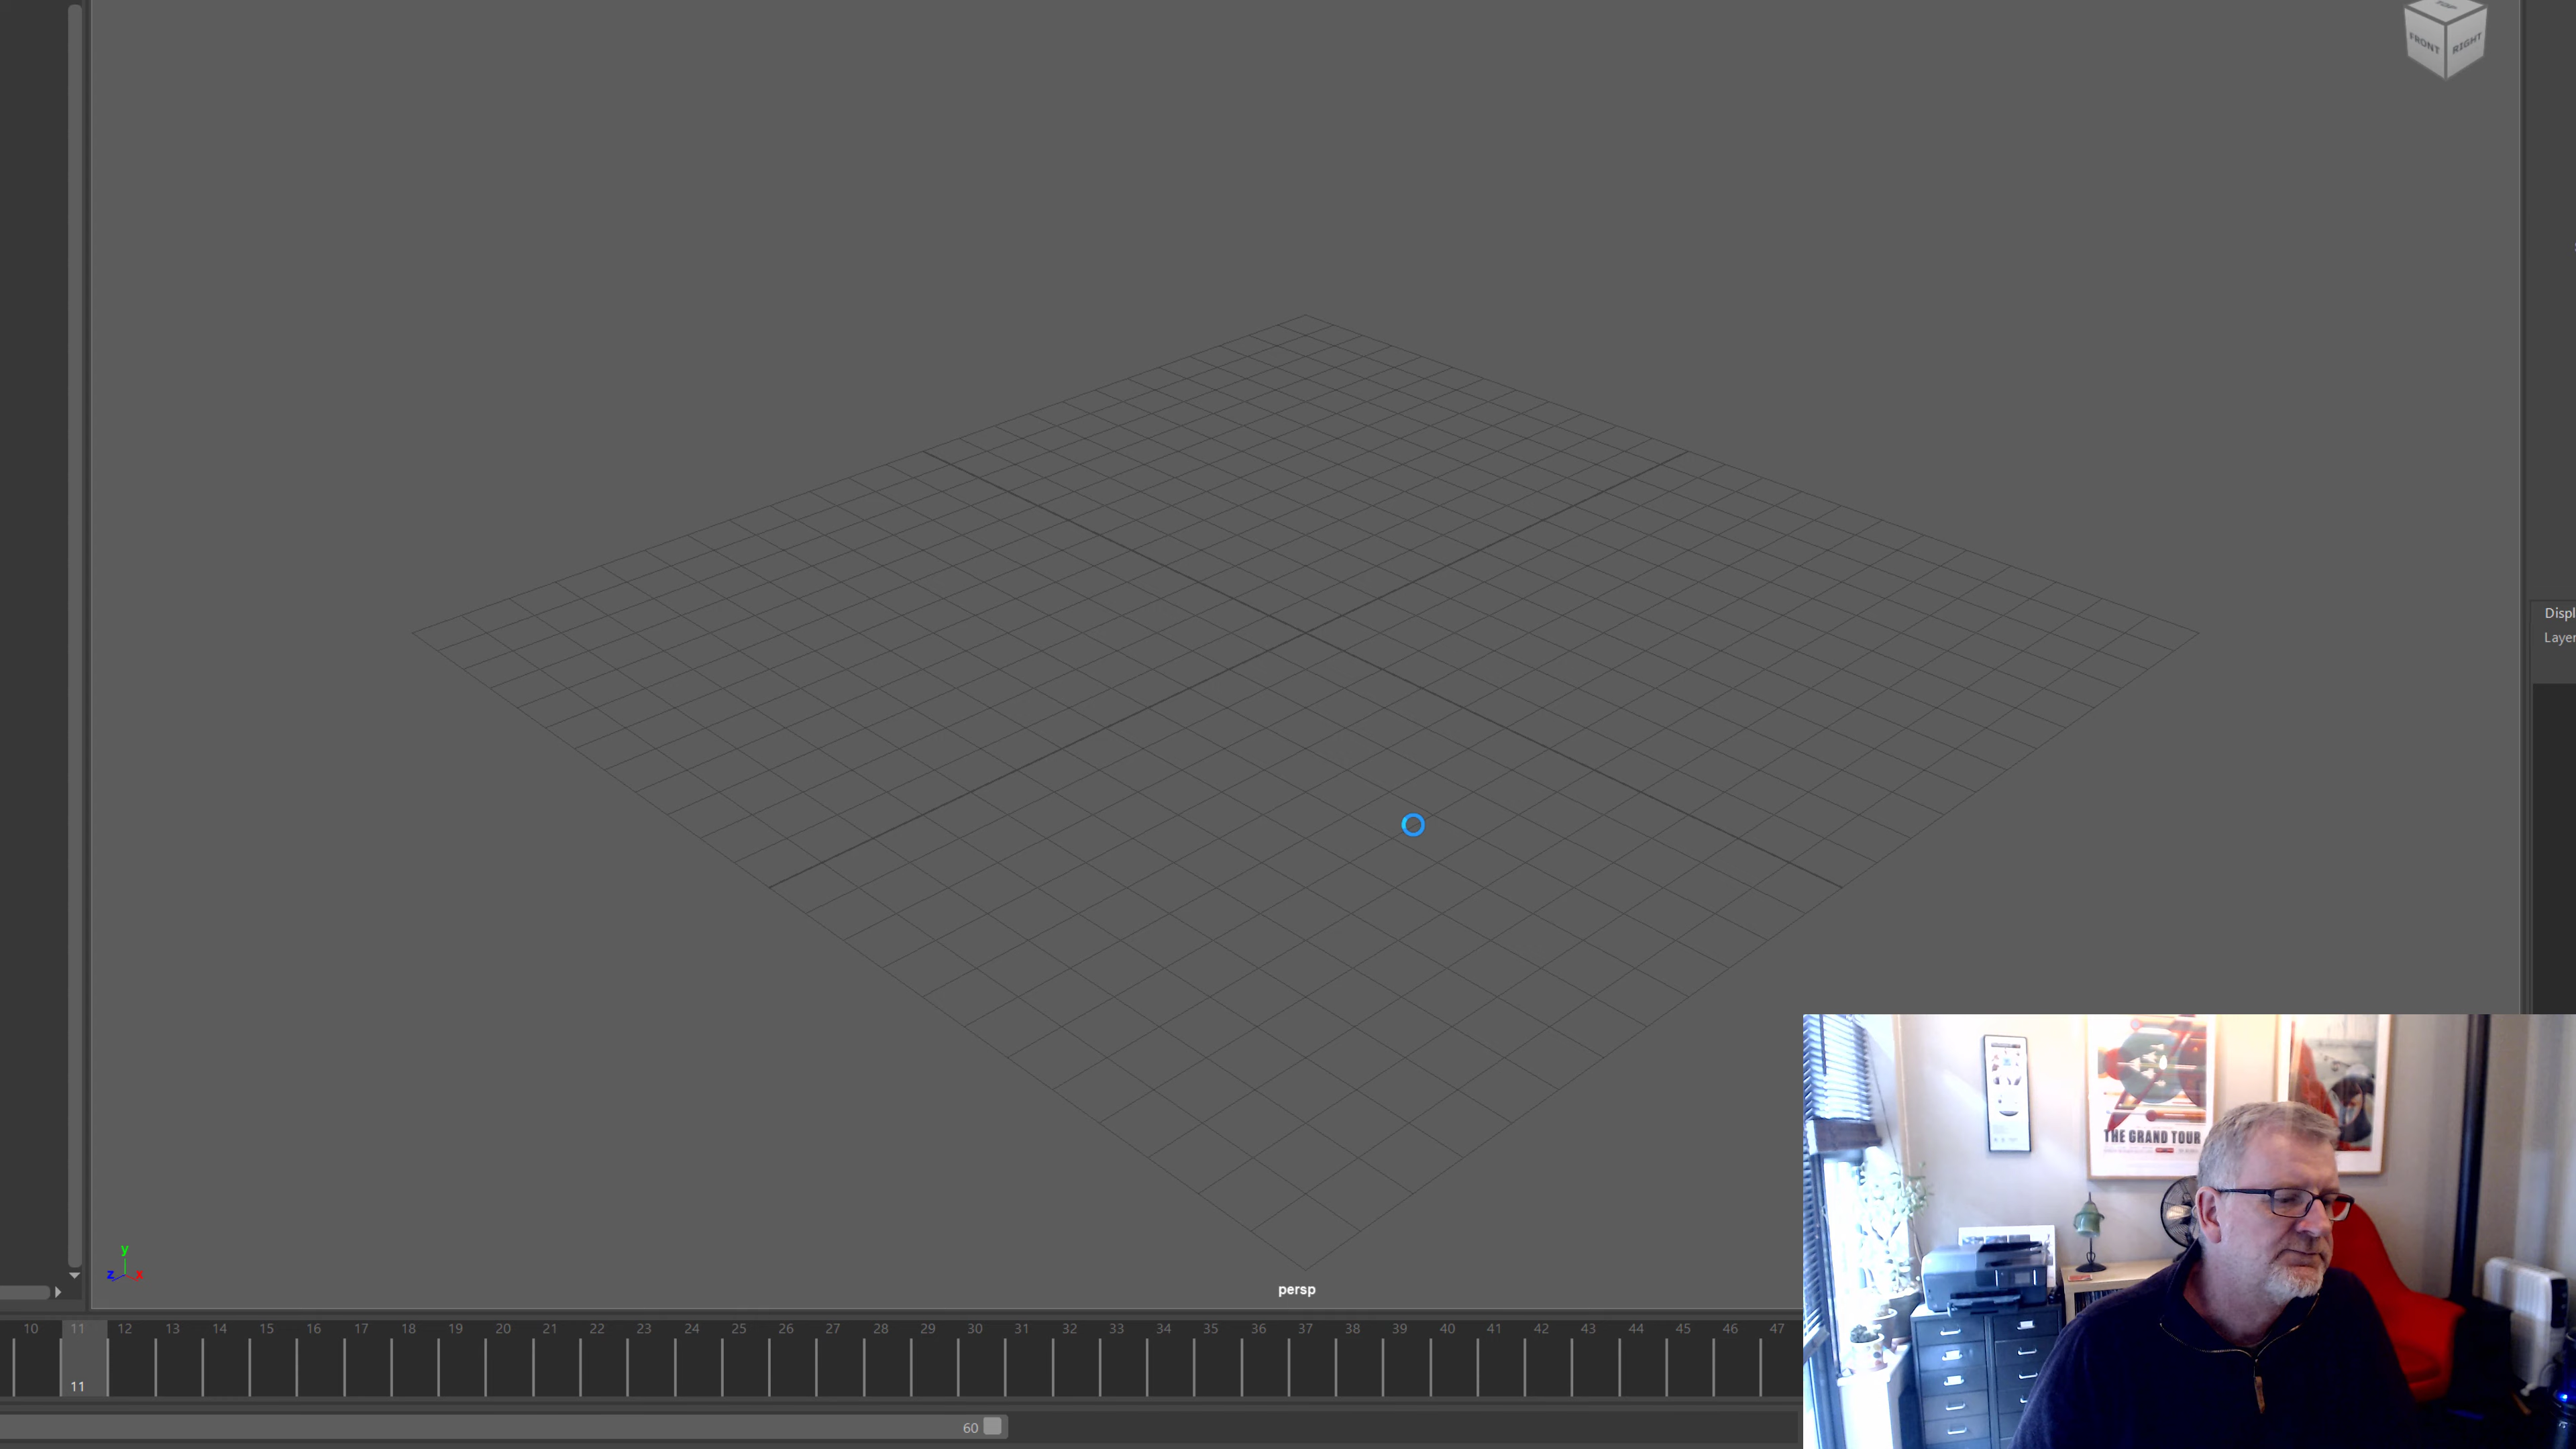 TOP
FRONT
RIGHT
Displ
Layer
THE GRAND TOUR
y
z x
persp
10 11 12 13 14 15 16 17 18 19 20 21 22 23 24 25 26 27 28 29 30 31 32 33 34 35 36 37 38 39 40 41 42 43 44 45 46 47
11
60